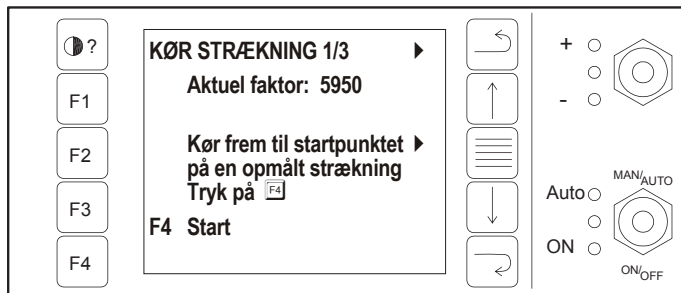 ?
F1
F2
F3
F4
KØR STRÆKNING 1/3
Aktuel faktor: 5950
Kør frem til startpunktet
på en opmålt strækning
Tryk på F4
F4 Start
+
-
MAN/AUTO
Auto
ON
ON/OFF